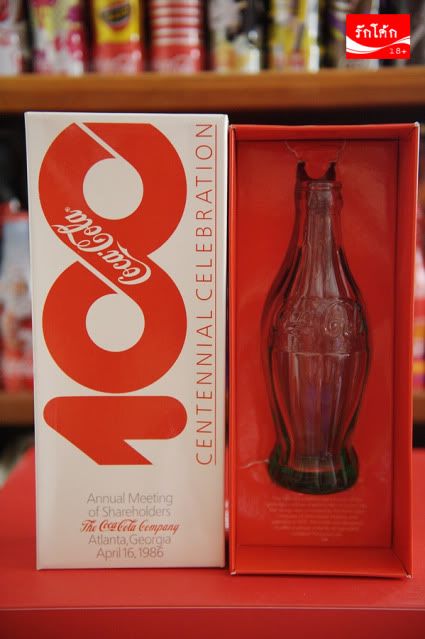 รักโค้ก
18+
100
Coca-Cola®
CENTENNIAL CELEBRATION
Annual Meeting
of Shareholders
The Coca-Cola Company
Atlanta, Georgia
April 16, 1986